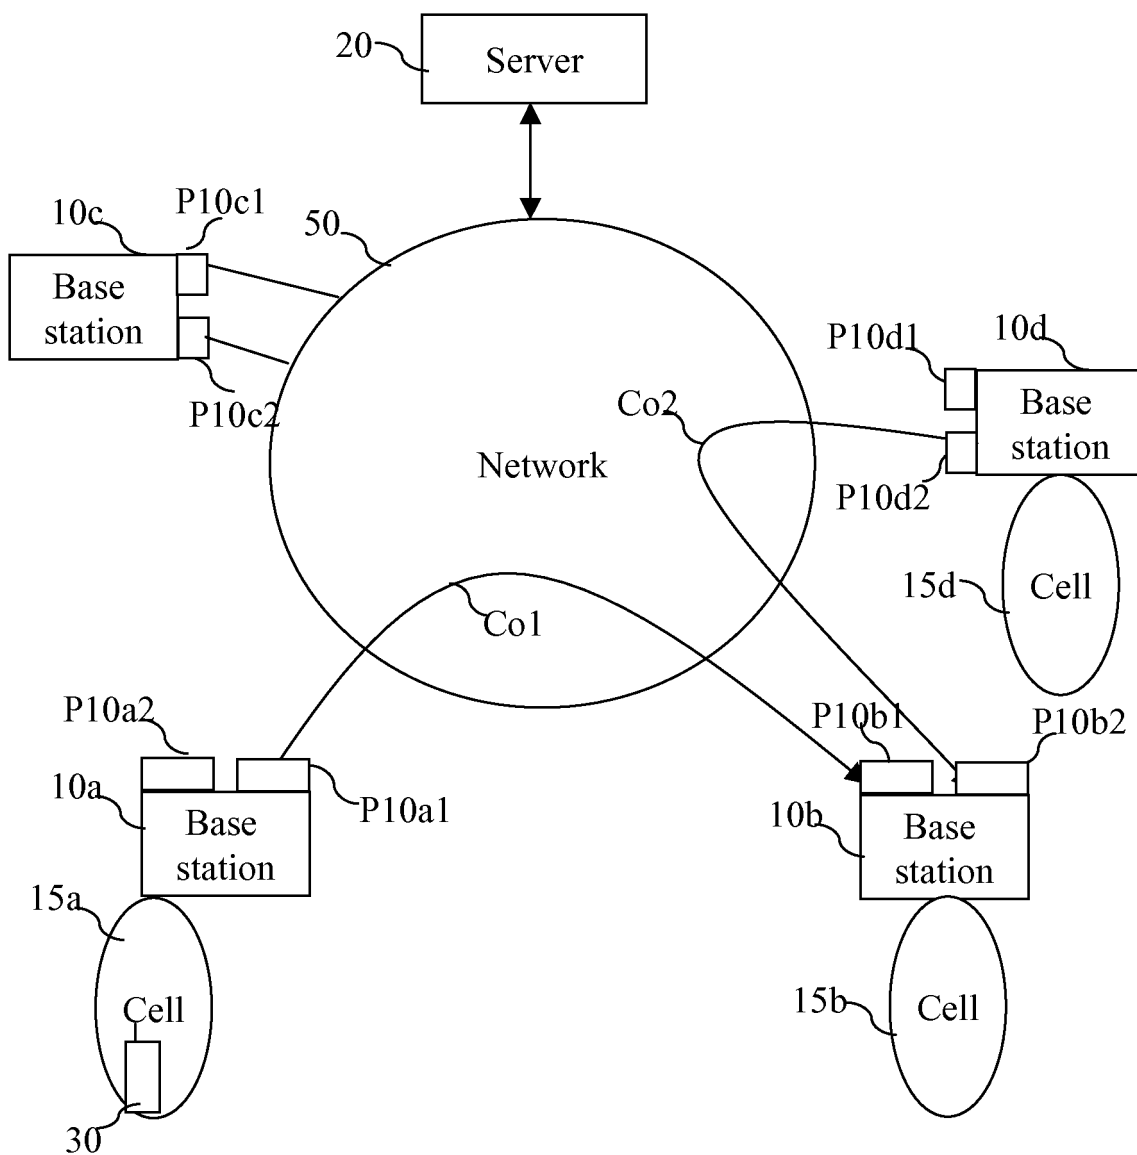 20
Server
P10c1
10c
50
Base
station
P10c2
P10d1
10d
Base
station
Co2
Network
P10d2
15d
Cell
Co1
P10a2
P10b1
P10b2
10a
P10a1
Base
station
10b
Base
station
15a
Cell
15b
Cell
30